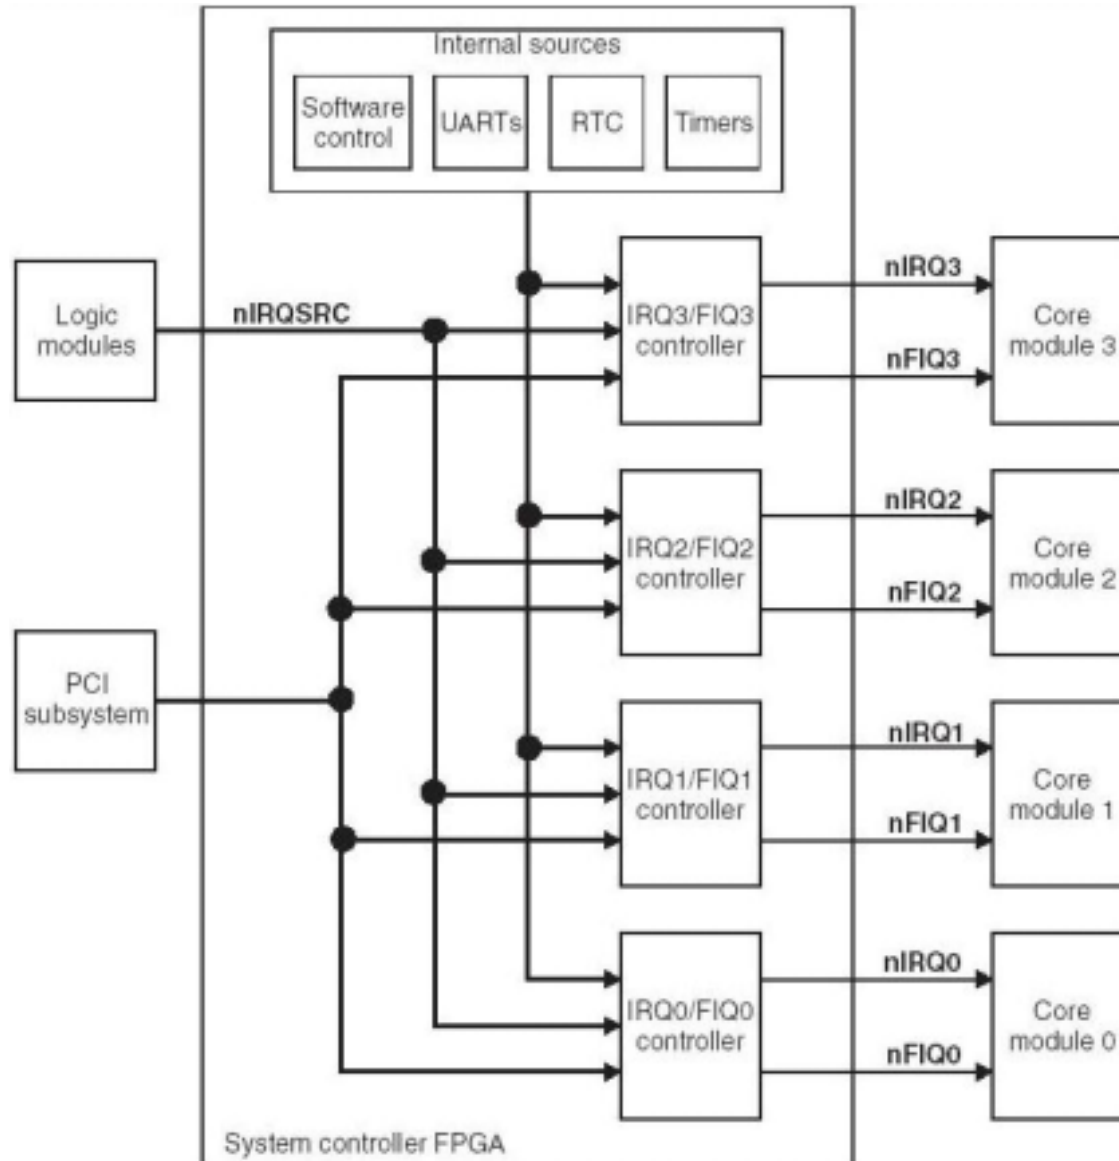 Internal sources
Software
control
UARTs
RTC
Timers
Logic
modules
nIRQSRC
IRQ3/FIQ3
controller
nIRQ3
nFIQ3
Core
module 3
IRQ2/FIQ2
controller
nIRQ2
nFIQ2
Core
module 2
PCI
subsystem
IRQ1/FIQ1
controller
nIRQ1
nFIQ1
Core
module 1
IRQ0/FIQ0
controller
nIRQ0
nFIQ0
Core
module 0
System controller FPGA